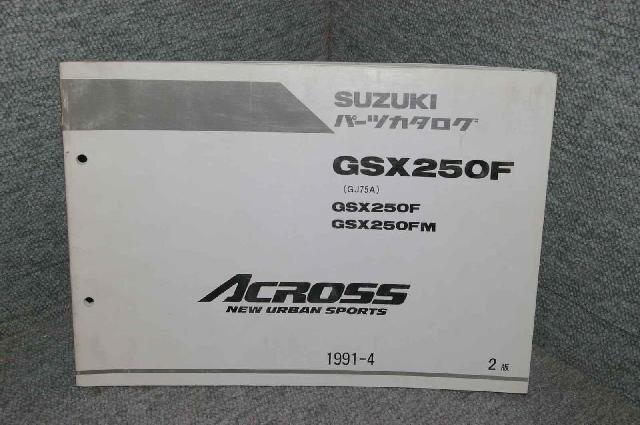 SUZUKI
パーツカタログ
GSX250F
(GJ75A)
GSX250F
GSX250FM
ACROSS
NEW URBAN SPORTS
1991-4
2版